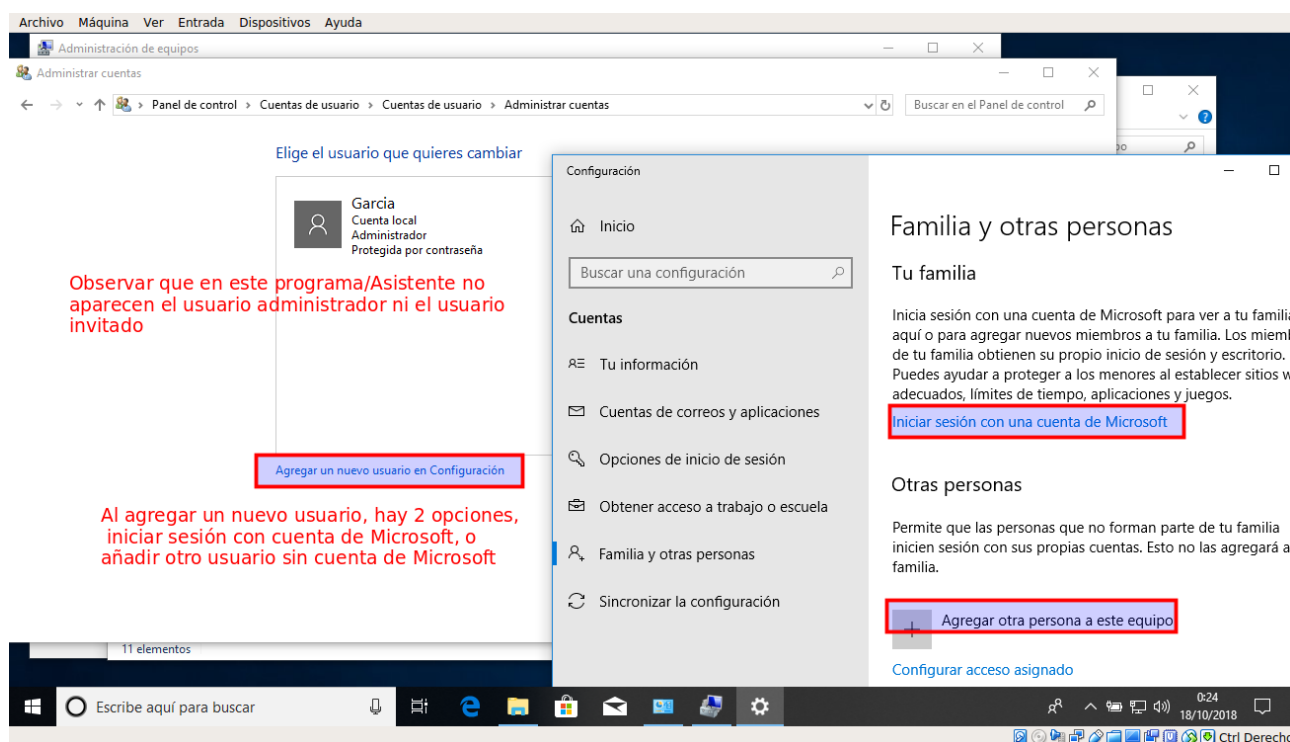 Archivo Máquina Ver Entrada Dispositivos Ayuda
Administración de equipos
Administrar cuentas
Panel de control > Cuentas de usuario > Cuentas de usuario > Administrar cuentas
Buscar en el Panel de control
Elige el usuario que quieres cambiar
Garcia
Cuenta local
Administrador
Protegida por contraseña
Observar que en este programa/Asistente no
aparecen el usuario administrador ni el usuario
invitado
Agregar un nuevo usuario en Configuración
Al agregar un nuevo usuario, hay 2 opciones,
iniciar sesión con cuenta de Microsoft, o
añadir otro usuario sin cuenta de Microsoft
11 elementos
Configuración
Inicio
Buscar una configuración
Cuentas
Tu información
Cuentas de correos y aplicaciones
Opciones de inicio de sesión
Obtener acceso a trabajo o escuela
Familia y otras personas
Sincronizar la configuración
Familia y otras personas
Tu familia
Inicia sesión con una cuenta de Microsoft para ver a tu familia
aquí o para agregar nuevos miembros a tu familia. Los miem
de tu familia obtienen su propio inicio de sesión y escritorio.
Puedes ayudar a proteger a los menores al establecer sitios w
adecuados, límites de tiempo, aplicaciones y juegos.
Iniciar sesión con una cuenta de Microsoft
Otras personas
Permite que las personas que no forman parte de tu familia
inicien sesión con sus propias cuentas. Esto no las agregará a
familia.
Agregar otra persona a este equipo
Configurar acceso asignado
Escribe aquí para buscar
0:24
18/10/2018
Ctrl Derecho